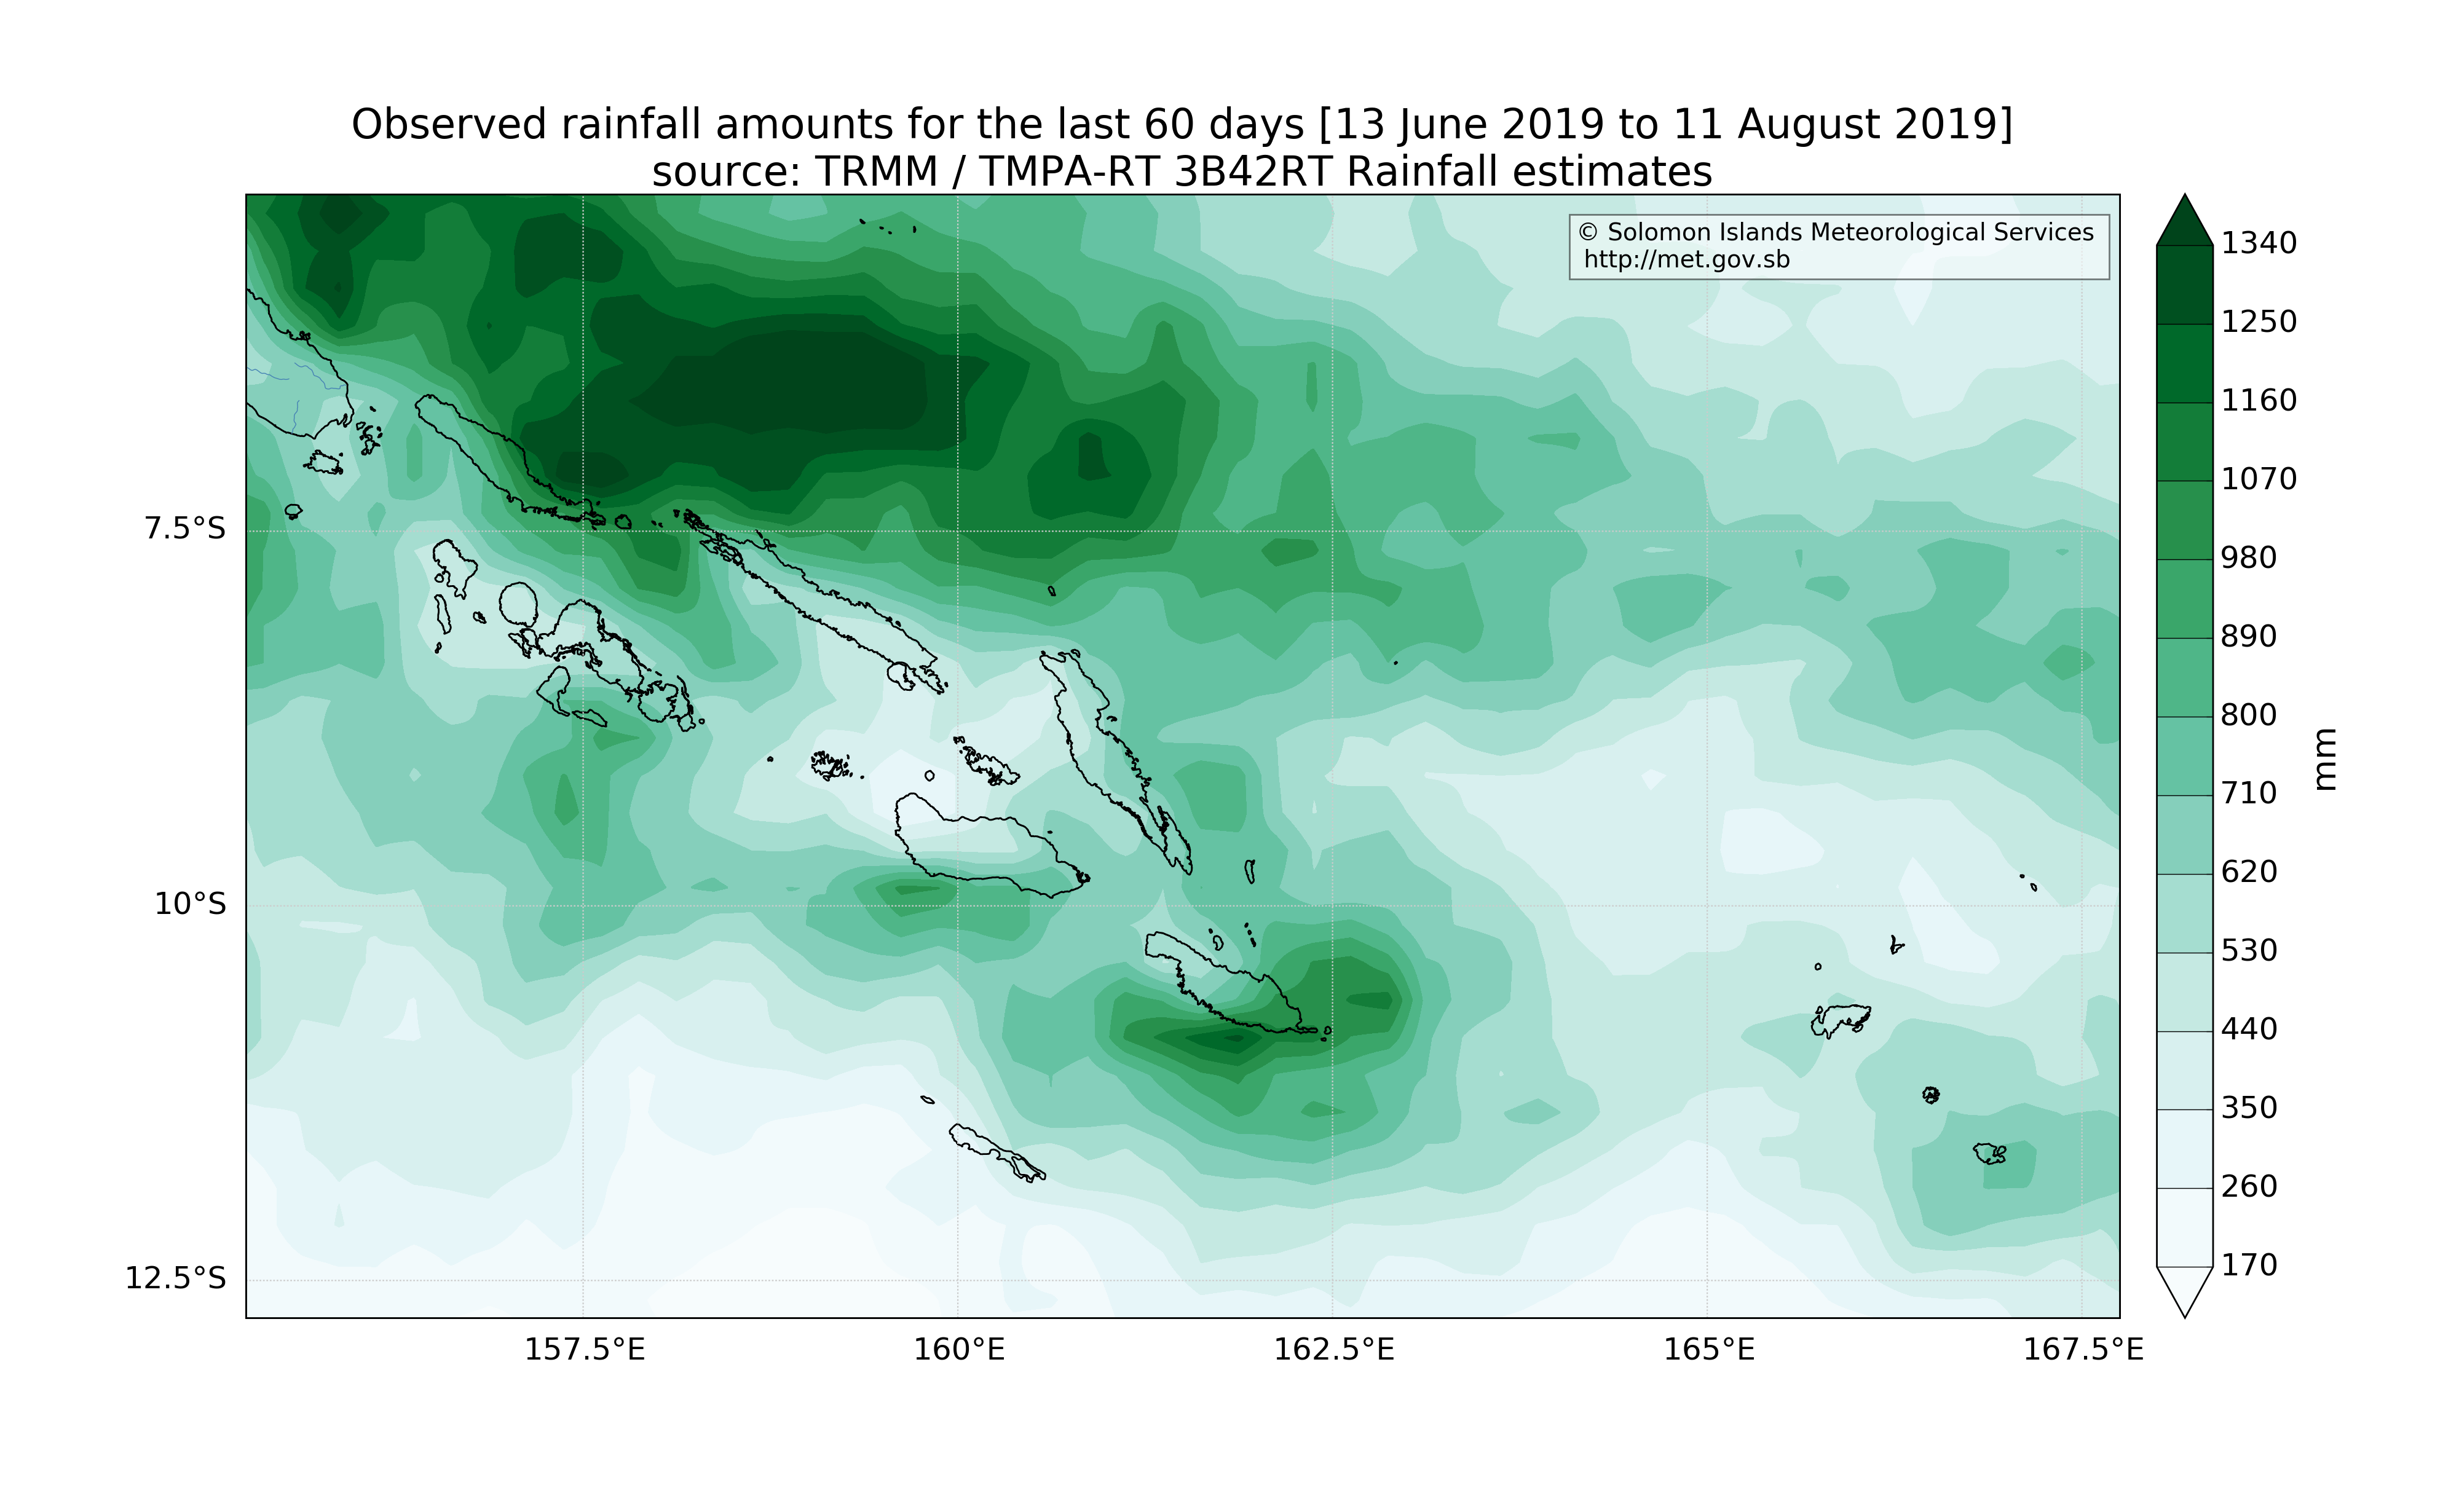 Observed rainfall amounts for the last 60 days [13 June 2019 to 11 August 2019]
source: TRMM / TMPA-RT 3B42RT Rainfall estimates
© Solomon Islands Meteorological Services
http://met.gov.sb
7.5°S
10°S
12.5°S
157.5°E
160°E
162.5°E
165°E
167.5°E
1340
1250
1160
1070
980
890
800
710
620
530
440
350
260
170
mm